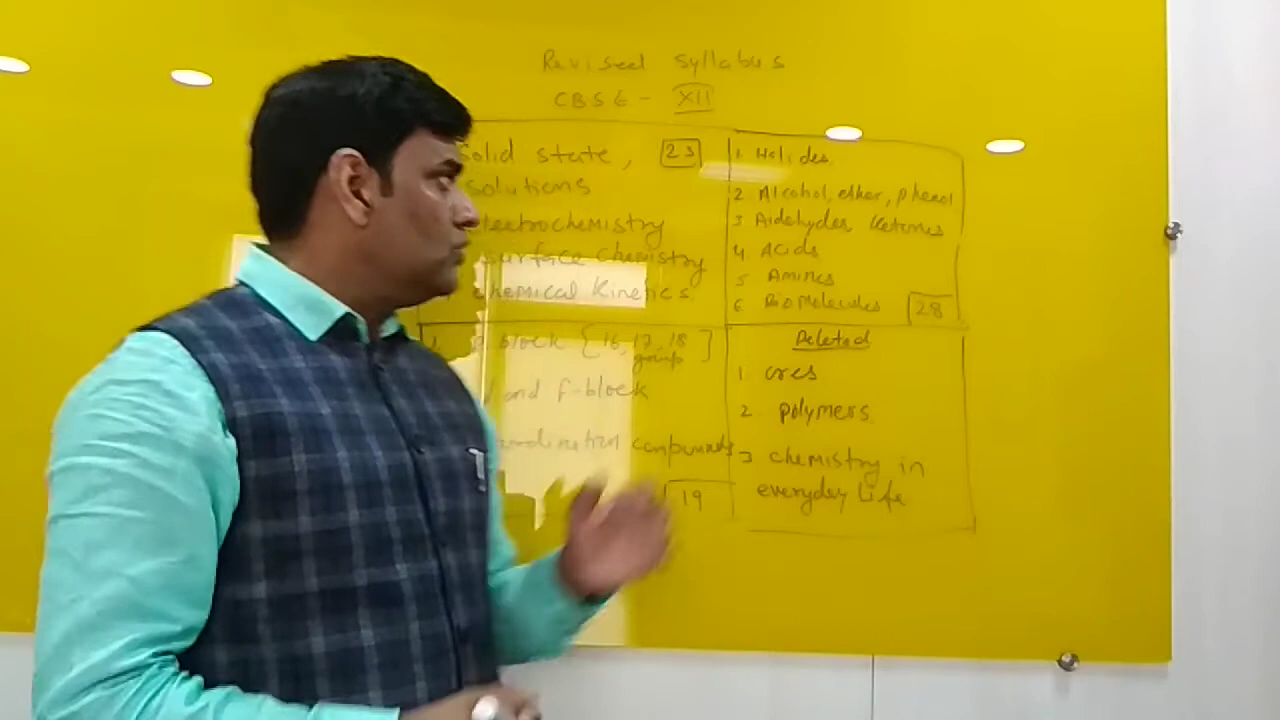 Revised Syllabus
CBSE - XII
solid state, 23
solutions
lectrochemistry
surface chemistry
chemical Kinetics
block {16, 17, 18]
group
and f-block
compounds
19
1. Halides
2 Alcohol, ether, phenol
3 Aldehydes, Ketones
4. Acids
5 Amines
6 Biomolecules 28
Deleted
1. ores
2. polymers.
3 chemistry in
everyday Life